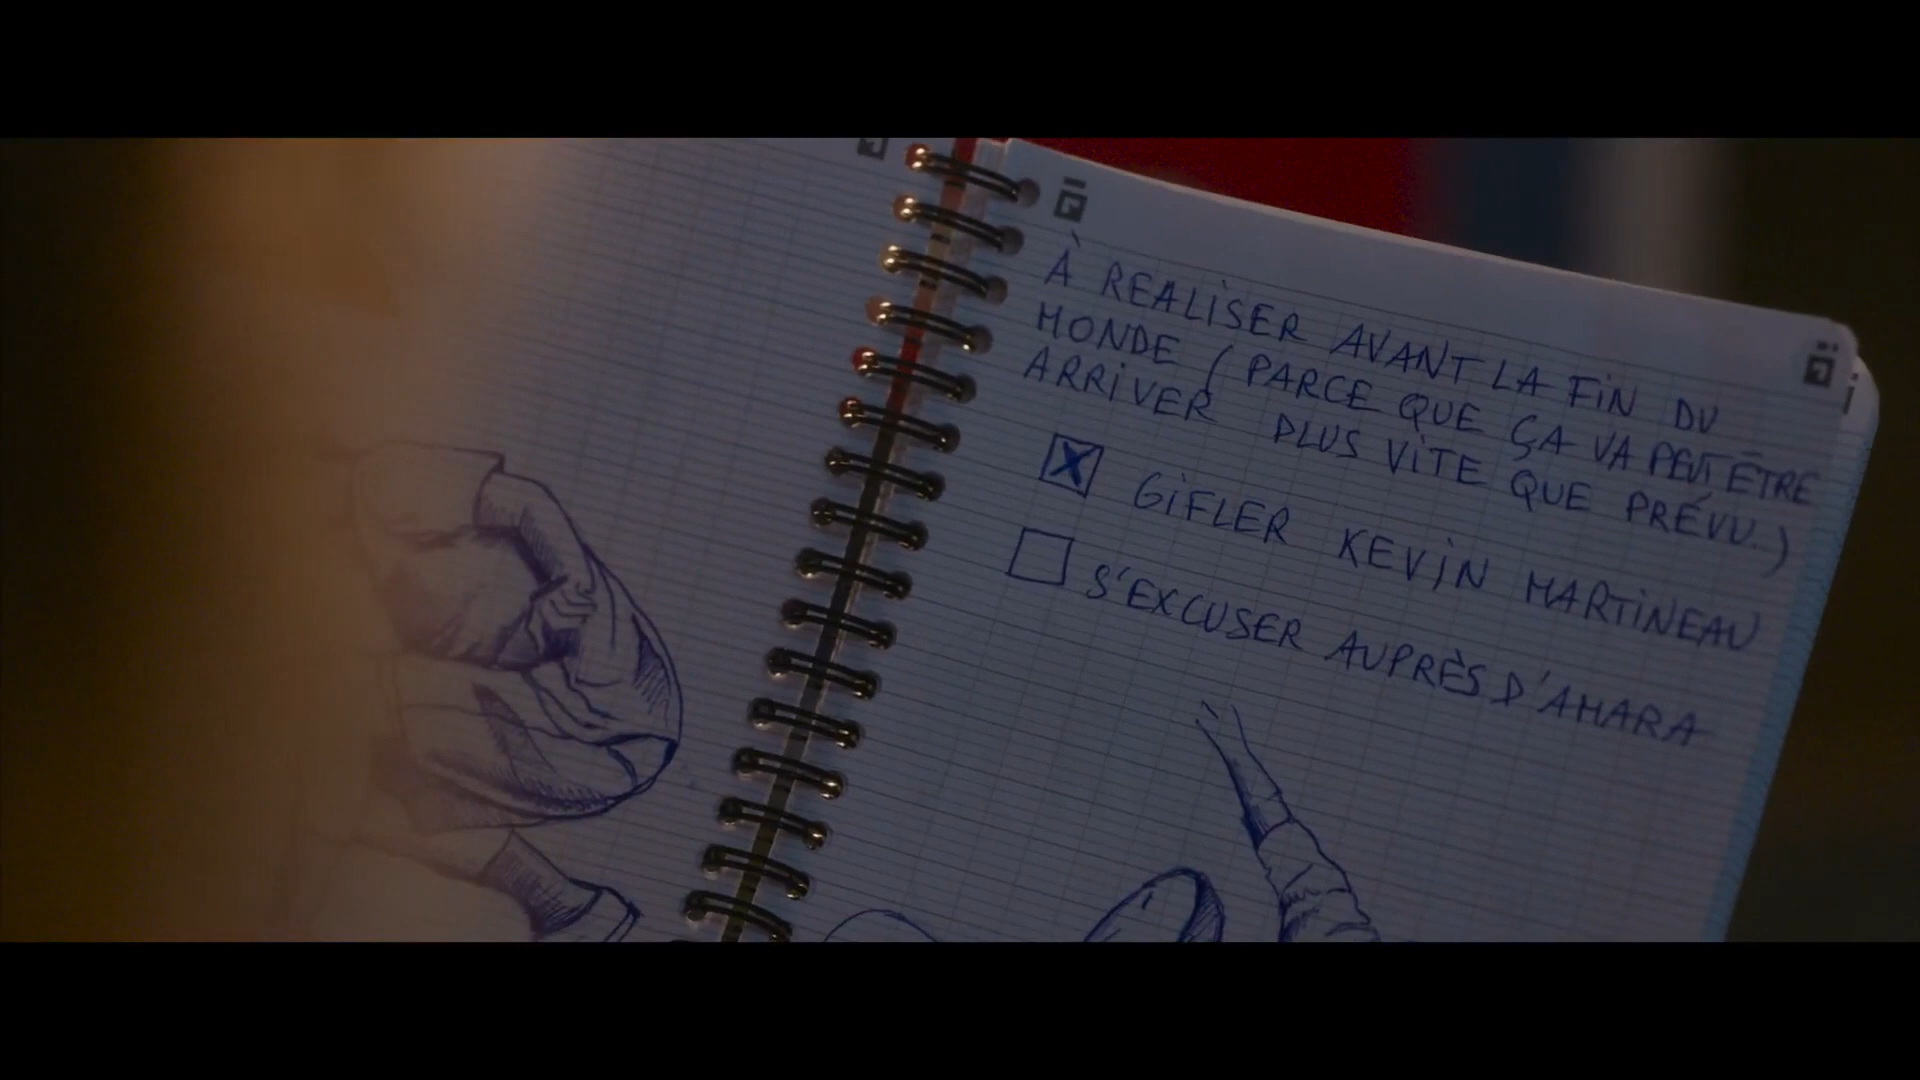 À REALISER AVANT LA FIN DU
MONDE (PARCE QUE ÇA VA PEUT ÊTRE
ARRIVER PLUS VITE QUE PRÉVU.)
GIFLER KEVIN MARTINEAU
S'EXCUSER AUPRÈS D'AMARA